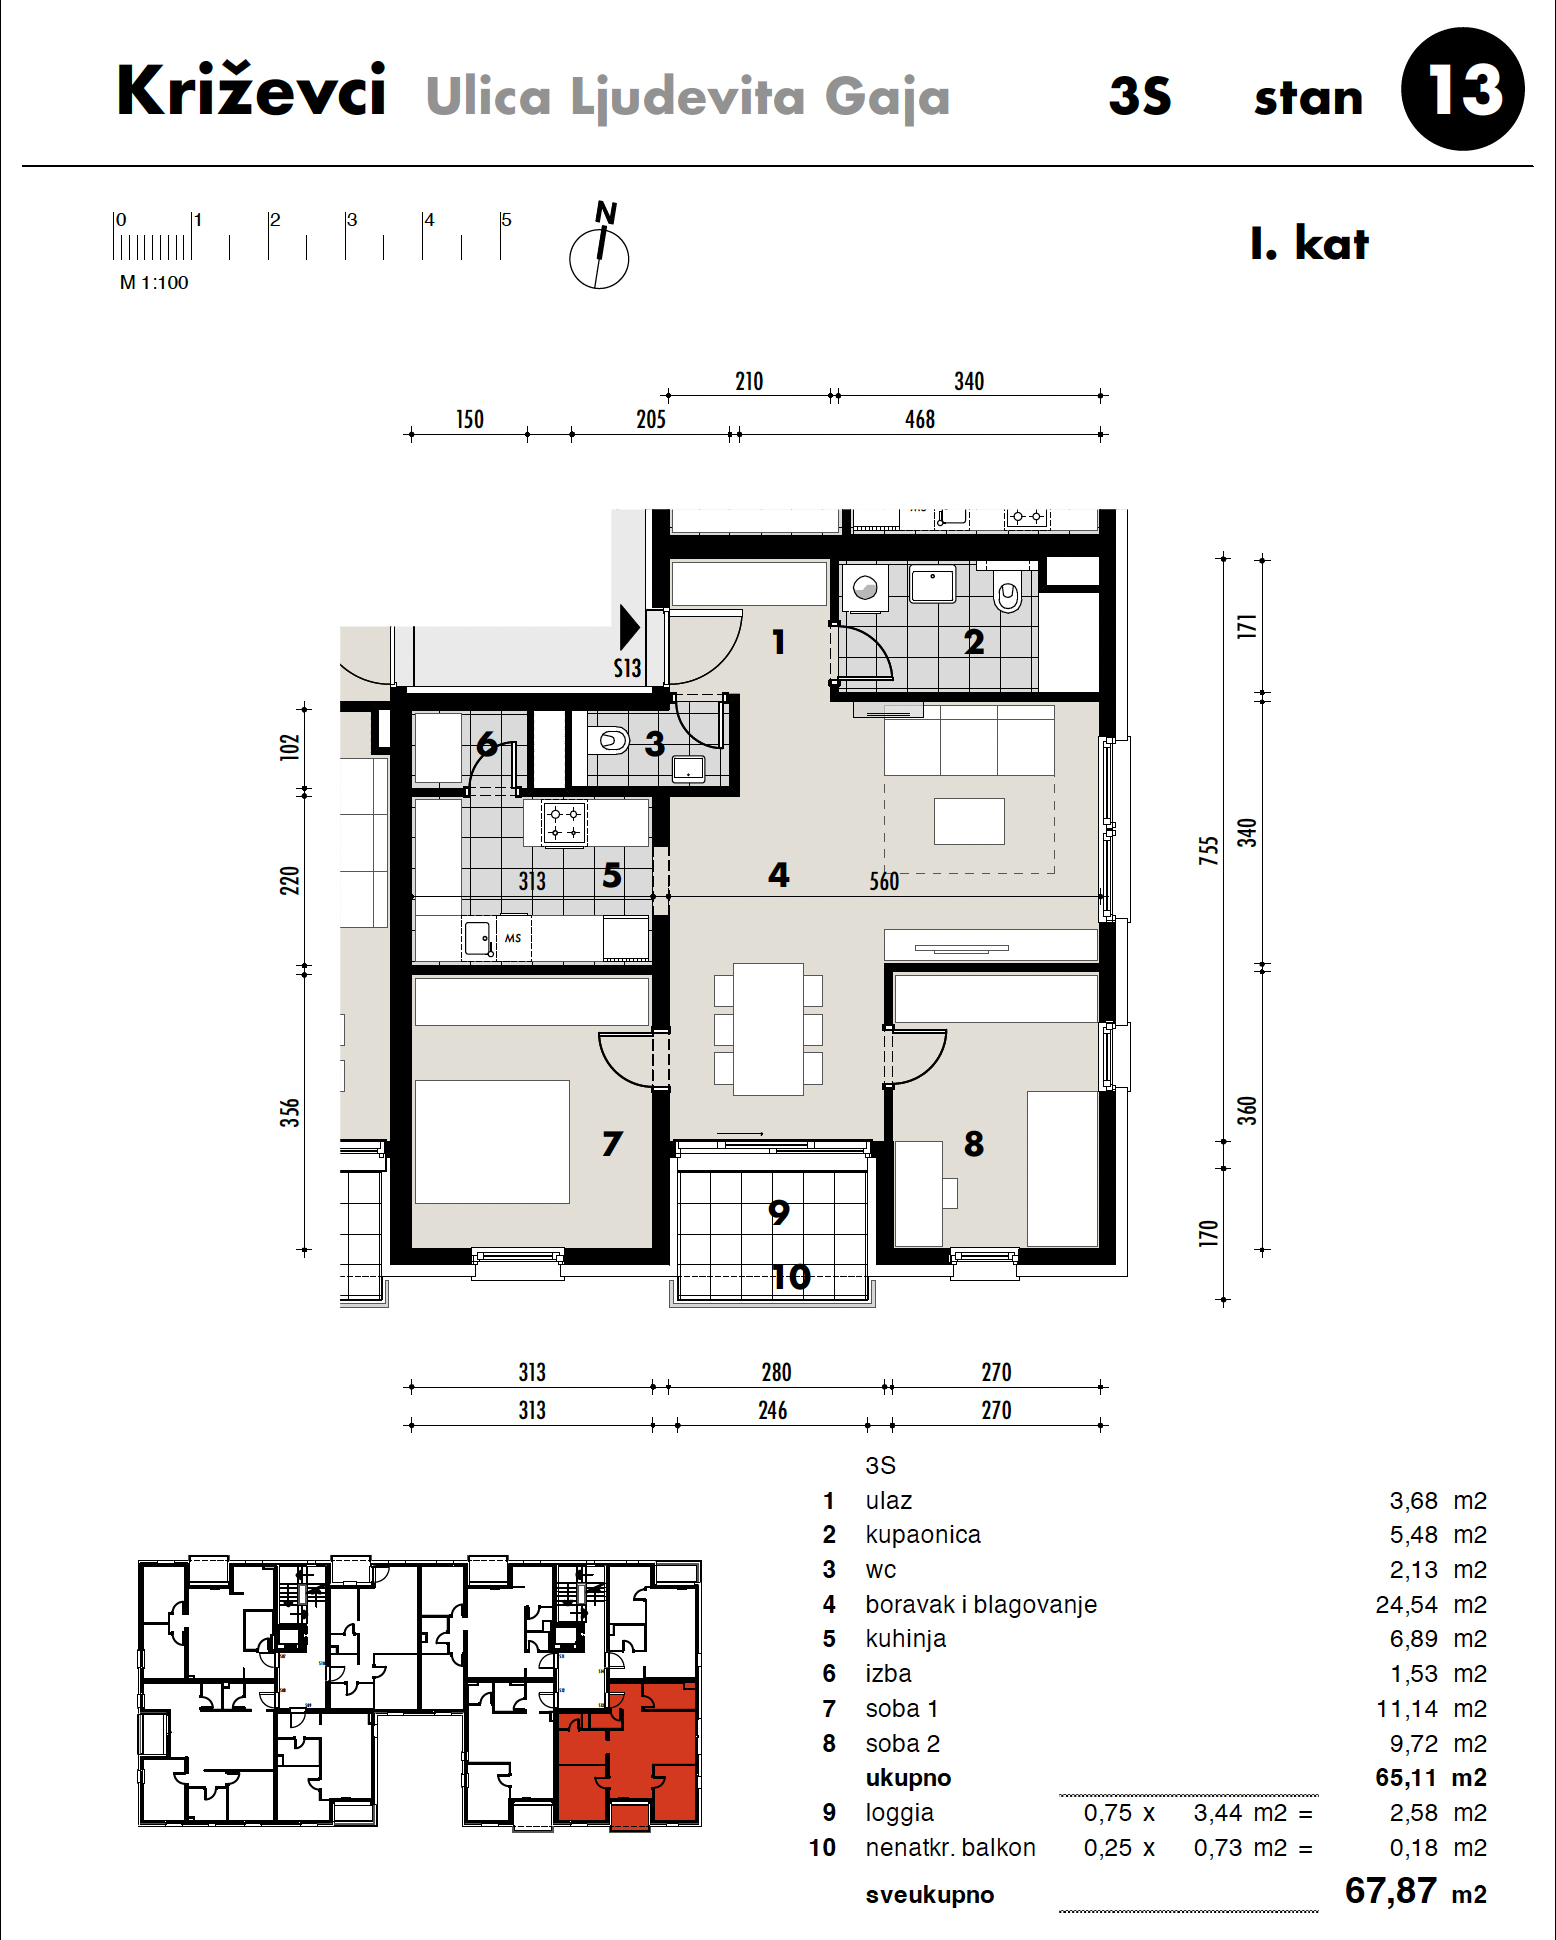 Križevci Ulica Ljudevita Gaja 3S stan 13
0 1 2 3 4 5
M 1:100
N
I. kat
210 340
150 205 468
S13
1
2
3
6
171
102
340
755
220
313 5
4
560
MS
356
360
7
8
9
10
170
313 280 270
313 246 270
3S
1 ulaz 3,68 m2
2 kupaonica 5,48 m2
3 wc 2,13 m2
4 boravak i blagovanje 24,54 m2
5 kuhinja 6,89 m2
6 izba 1,53 m2
7 soba 1 11,14 m2
8 soba 2 9,72 m2
ukupno 65,11 m2
9 loggia 0,75 x 3,44 m2 = 2,58 m2
10 nenatkr. balkon 0,25 x 0,73 m2 = 0,18 m2
sveukupno 67,87 m2